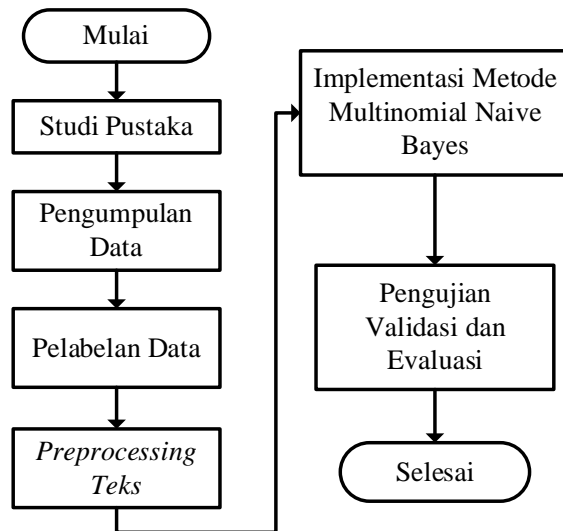 Mulai
Studi Pustaka
Pengumpulan
Data
Pelabelan Data
Preprocessing
Teks
Implementasi Metode
Multinomial Naive
Bayes
Pengujian
Validasi dan
Evaluasi
Selesai